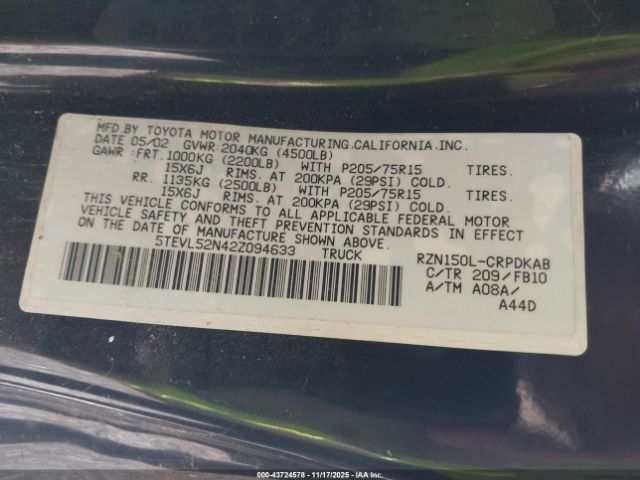 MFD.BY TOYOTA MOTOR MANUFACTURING.CALIFORNIA.INC.
DATE 05/02 GVWR:2040KG (4500LB)
GAWR:FRT.1000KG (2200LB) WITH P205/75R15 TIRES.
15X6J RIMS. AT 200KPA (29PSI) COLD.
RR. 1135KG (2500LB) WITH P205/75R15 TIRES.
15X6J RIMS. AT 200KPA (29PSI) COLD.
THIS VEHICLE CONFORMS TO ALL APPLICABLE FEDERAL MOTOR
VEHICLE SAFETY AND THEFT PREVENTION STANDARDS IN EFFECT
ON THE DATE OF MANUFACTURE SHOWN ABOVE.
5TEVL52N42Z094633 TRUCK
RZN150L-CRPDKAB
C/TR 209/FB10
A/TM A08A/
A44D
000-43724578 - 11/17/2025 - IAA Inc.